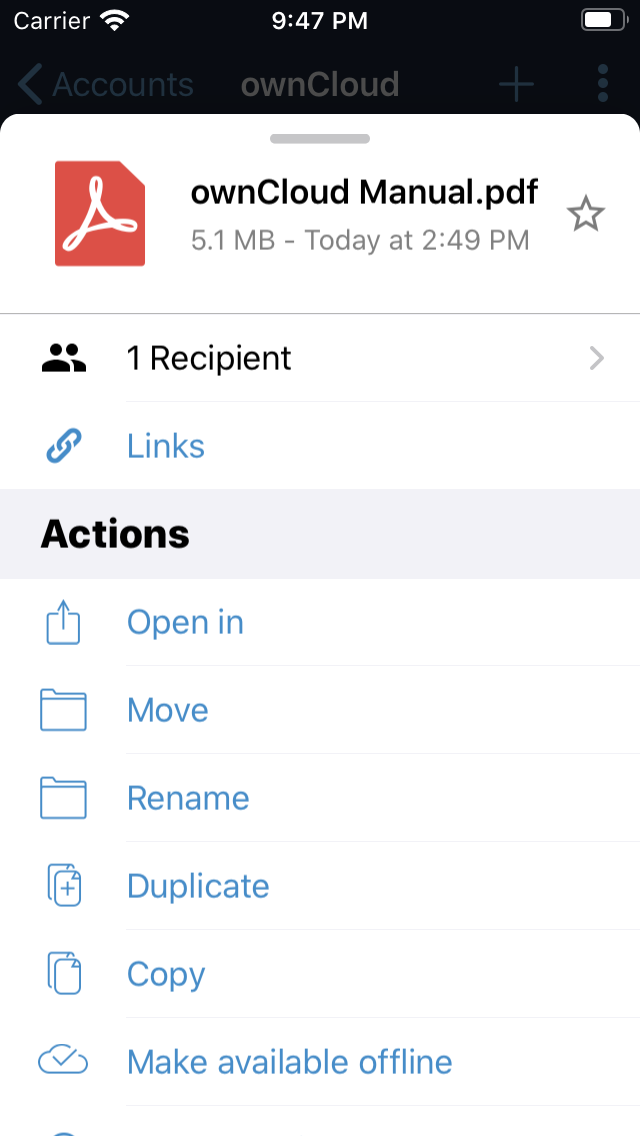 Carrier 9:47 PM
Accounts ownCloud
ownCloud Manual.pdf
5.1 MB - Today at 2:49 PM
1 Recipient
Links
Actions
Open in
Move
Rename
Duplicate
Copy
Make available offline